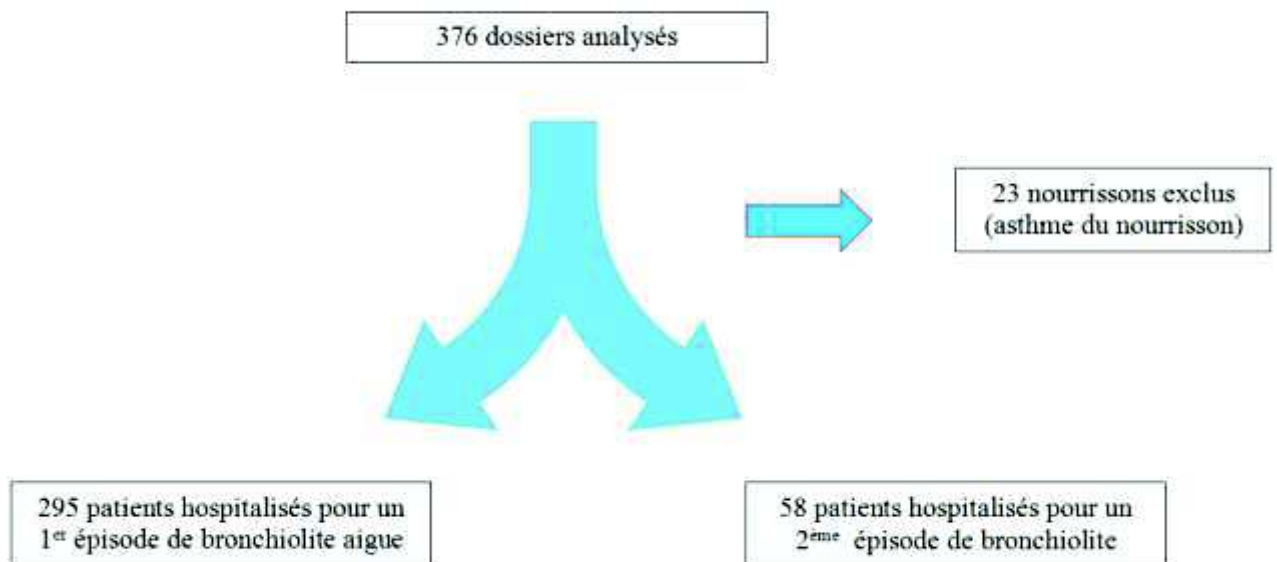 376 dossiers analysés
23 nourrissons exclus
(asthme du nourrisson)
295 patients hospitalisés pour un
1er épisode de bronchiolite aigue
58 patients hospitalisés pour un
2ème épisode de bronchiolite